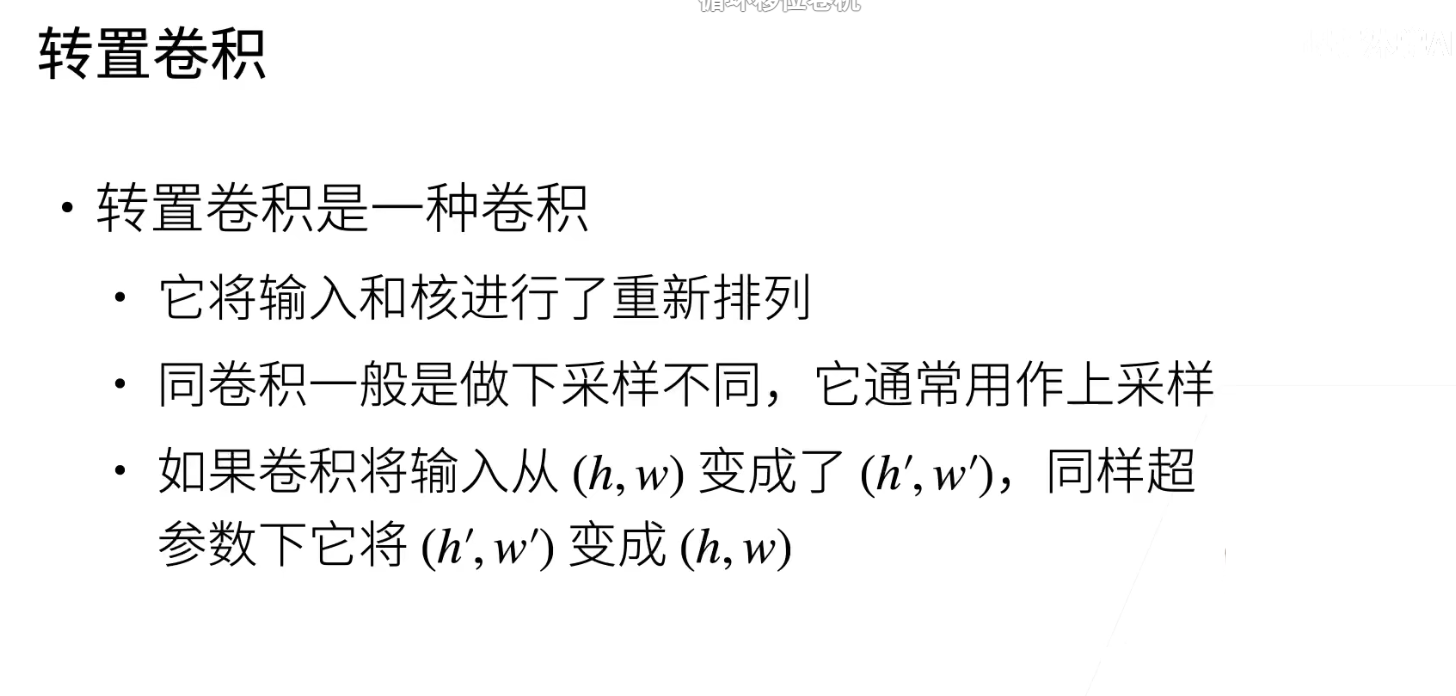 转置卷积
• 转置卷积是一种卷积
• 它将输入和核进行了重新排列
• 同卷积一般是做下采样不同，它通常用作上采样
• 如果卷积将输入从 (h, w) 变成了 (h′, w′)，同样超
参数下它将 (h′, w′) 变成 (h, w)